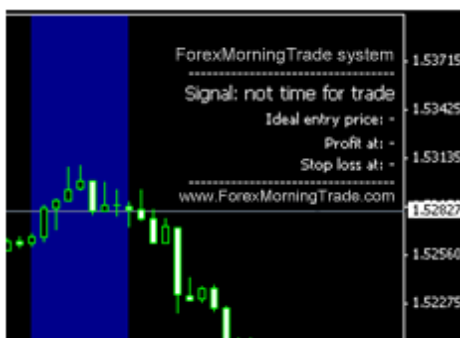 ForexMorningTrade system
--------------------------------
Signal: not time for trade
Ideal entry price: -
Profit at: -
Stop loss at: -
--------------------------------
www.ForexMorningTrade.com
1.53715
1.53425
1.53135
1.52827
1.52560
1.52275